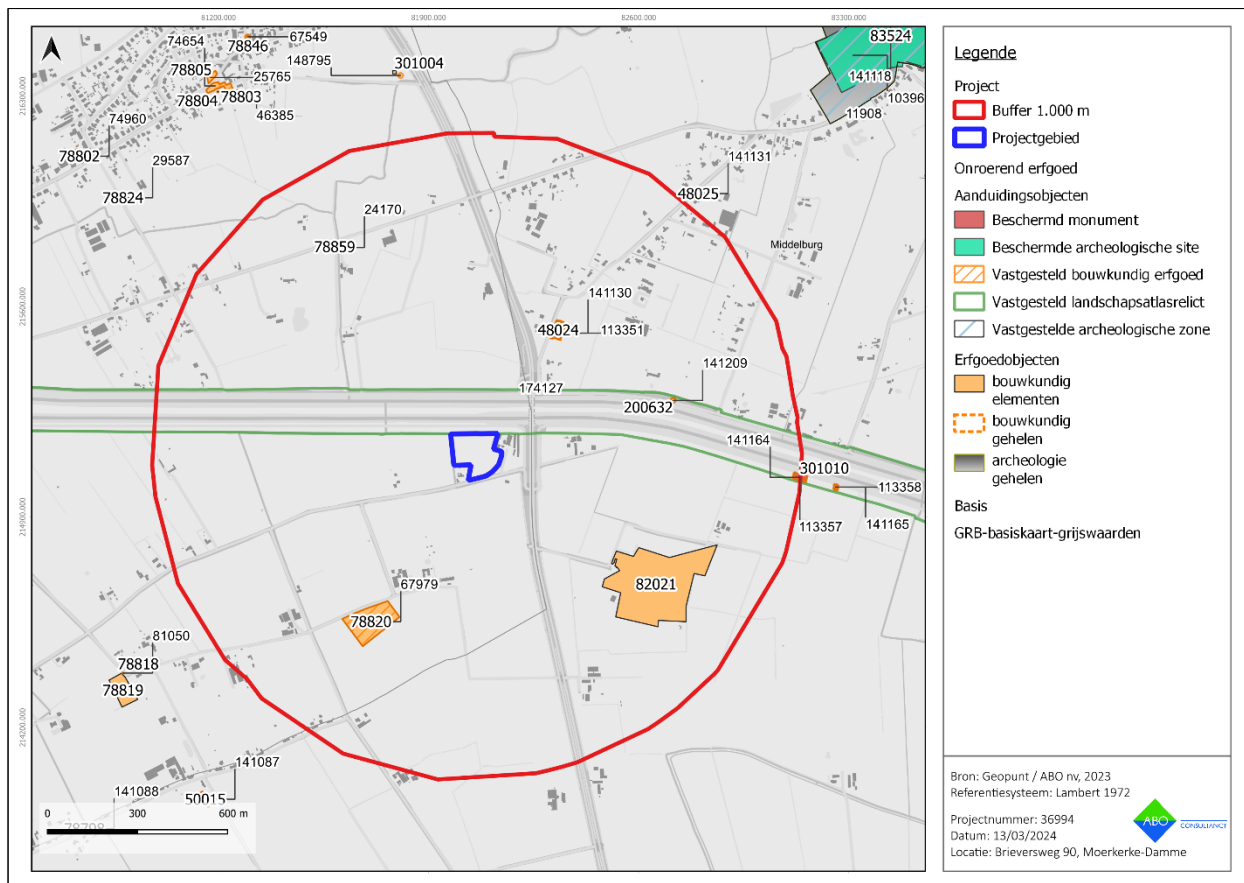 81200.000
81900.000
82600.000
83300.000
216300.000
215600.000
214900.000
214200.000
74654
78846
67549
148795
301004
83524
78805
25765
141118
78804
78803
46385
10396
11908
74960
78802
29587
141131
78824
48025
24170
78859
Middelburg
141130
48024
113351
141209
174127
200632
141164
301010
113358
113357
141165
82021
67979
78820
81050
78818
78819
141087
141088
50015
78798
0
300
600 m
Legende
Project
Buffer 1.000 m
Projectgebied
Onroerend erfgoed
Aanduidingsobjecten
Beschermd monument
Beschermde archeologische site
Vastgesteld bouwkundig erfgoed
Vastgesteld landschapsatlasrelict
Vastgestelde archeologische zone
Erfgoedobjecten
bouwkundig
elementen
bouwkundig
gehelen
archeologie
gehelen
Basis
GRB-basiskaart-grijswaarden
Bron: Geopunt / ABO nv, 2023
Referentiesysteem: Lambert 1972
Projectnummer: 36994
Datum: 13/03/2024
Locatie: Brieversweg 90, Moerkerke-Damme
ABO
CONSULTANCY